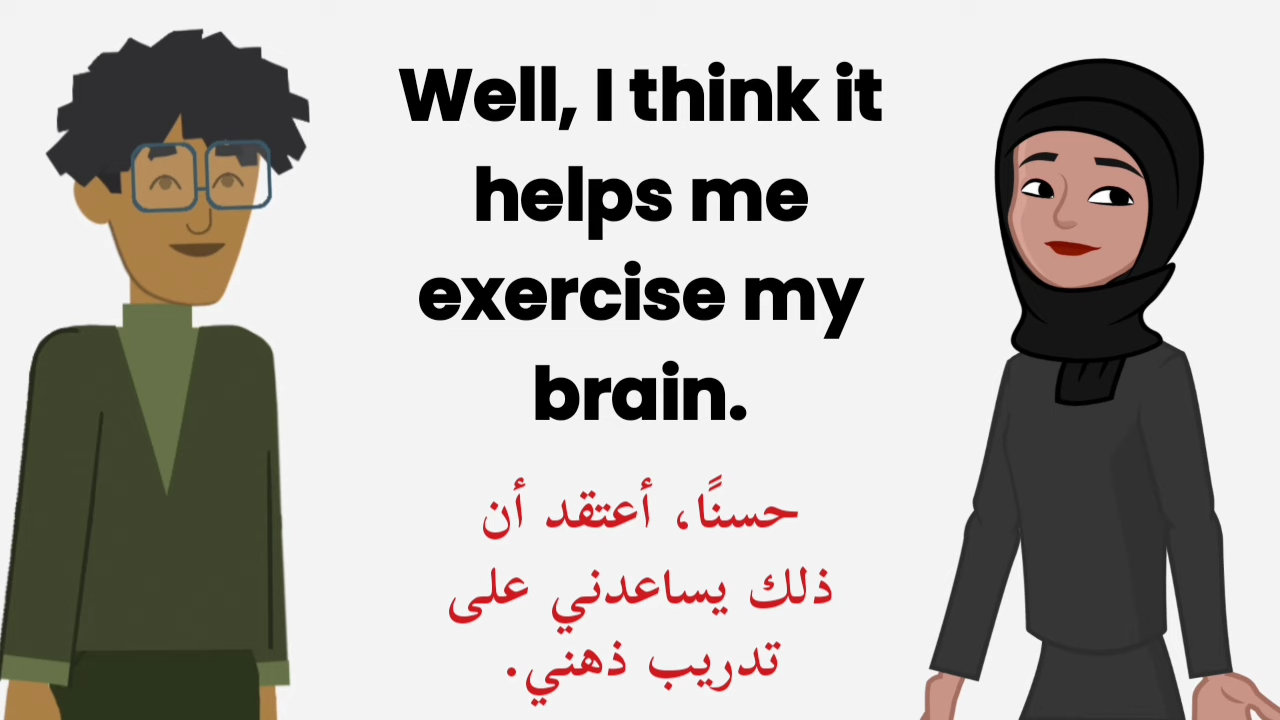 Well, I think it
helps me
exercise my
brain.
حسنًا، أعتقد أن
ذلك يساعدني على
تدريب ذهني.